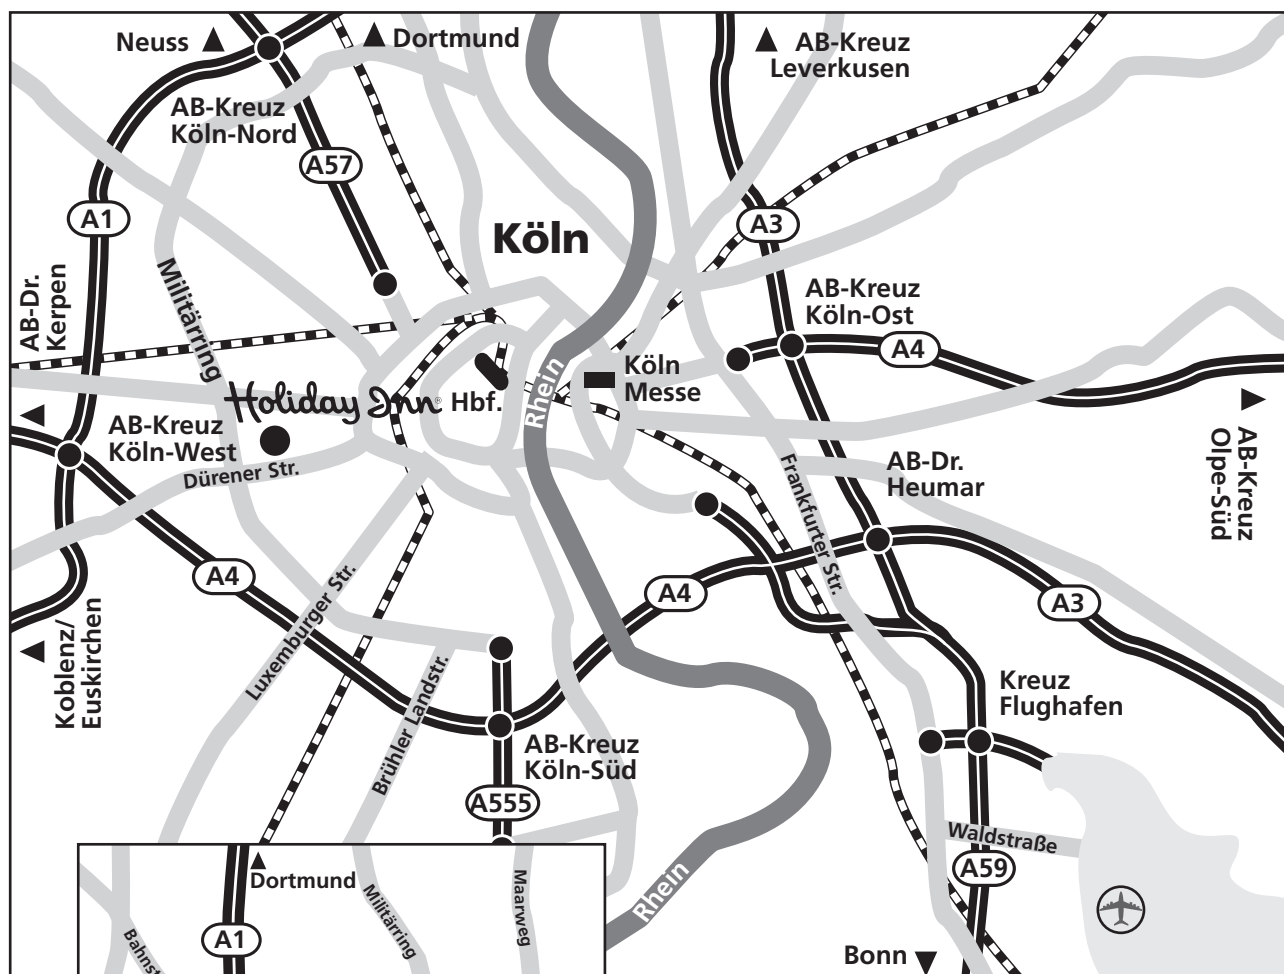 Neuss
Dortmund
AB-Kreuz
Leverkusen
AB-Kreuz
Köln-Nord
A57
A1
Köln
A3
AB-Dr.
Kerpen
Militärring
AB-Kreuz
Köln-Ost
A4
Rhein
Köln
Messe
Holiday Inn®
Hbf.
AB-Kreuz
Köln-West
Dürener Str.
AB-Kreuz
Olpe-Süd
AB-Dr.
Heumar
Frankfurter Str.
A4
A4
A3
Luxemburger Str.
Koblenz/
Euskirchen
Brühler Landstr.
Kreuz
Flughafen
AB-Kreuz
Köln-Süd
A555
Waldstraße
A59
Rhein
Bonn
Dortmund
A1
Militärring
Maarweg